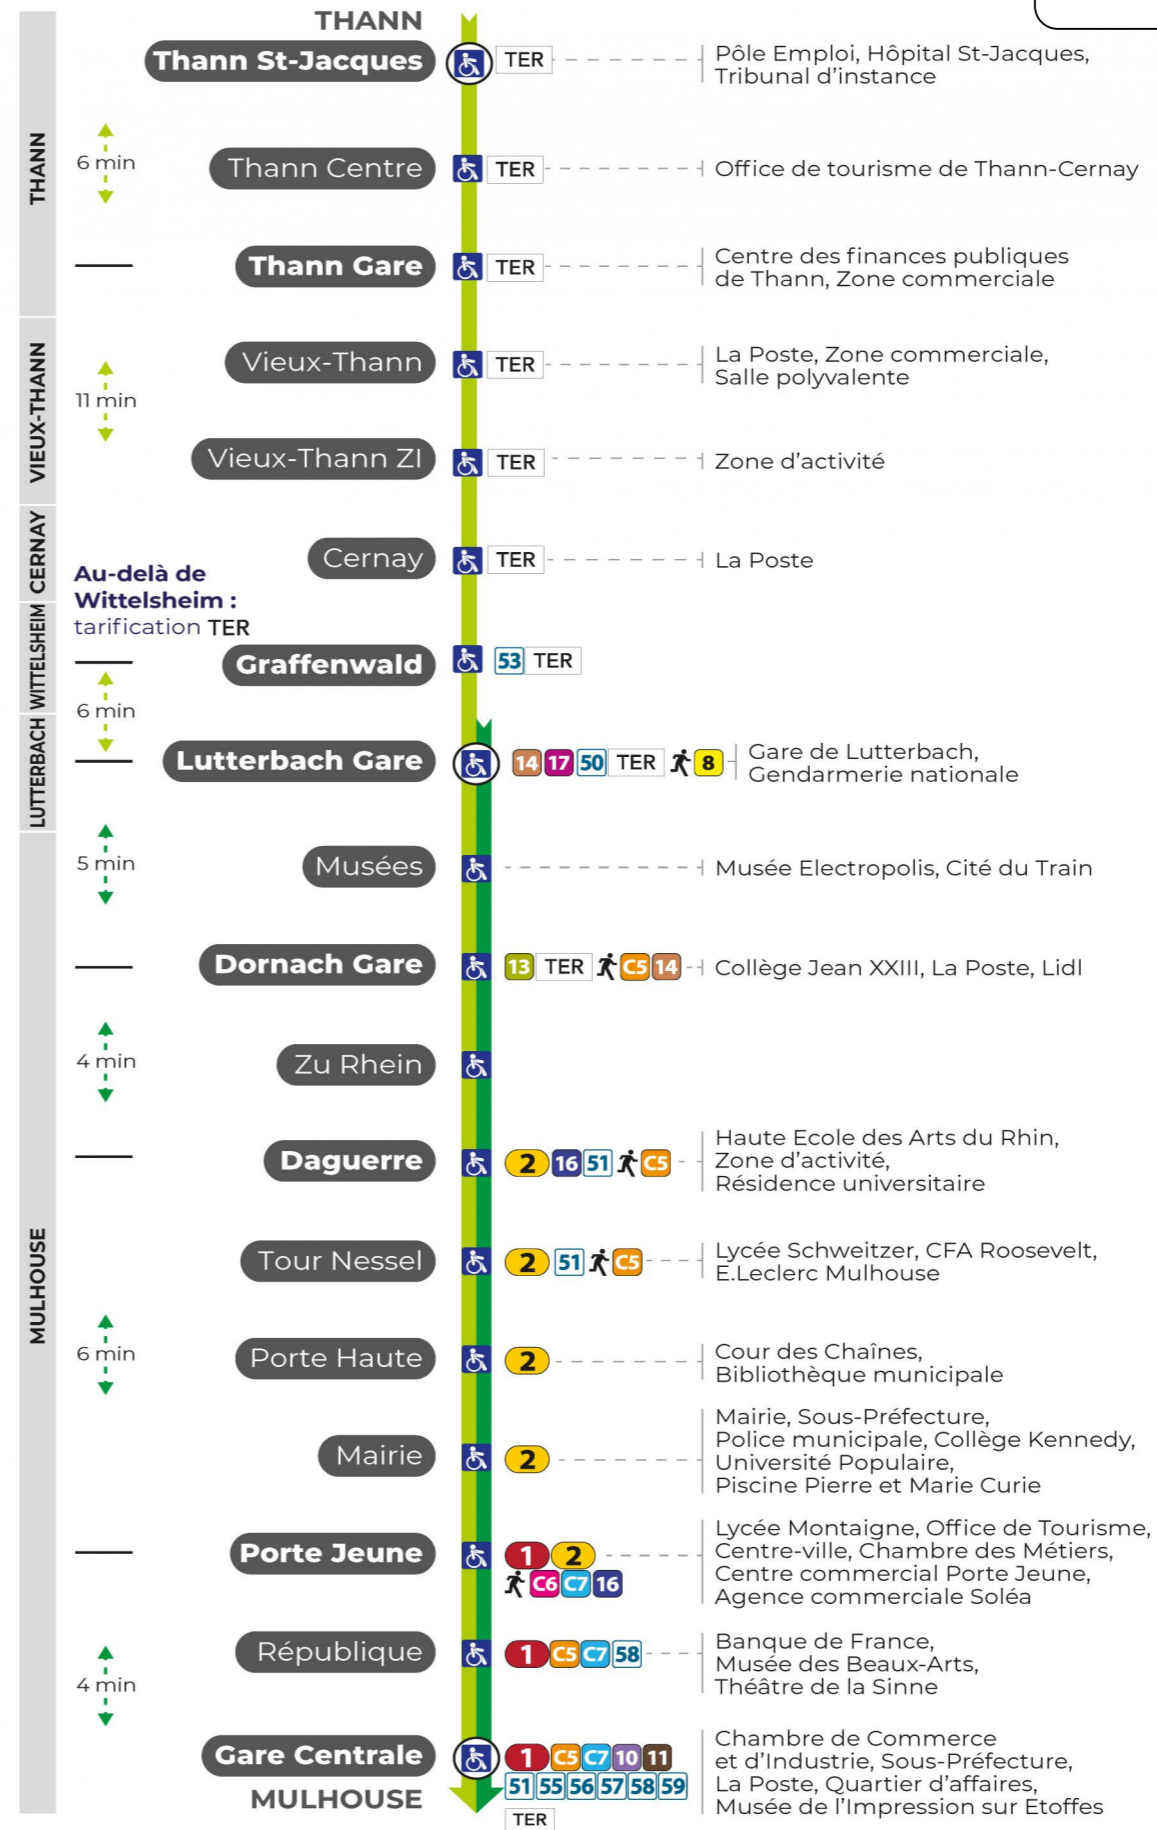 THANN
Thann St-Jacques TER Pôle Emploi, Hôpital St-Jacques,
Tribunal d'instance
THANN
6 min
Thann Centre TER Office de tourisme de Thann-Cernay
Thann Gare TER Centre des finances publiques
de Thann, Zone commerciale
VIEUX-THANN
Vieux-Thann TER La Poste, Zone commerciale,
Salle polyvalente
11 min
Vieux-Thann ZI TER Zone d'activité
CERNAY
Cernay TER La Poste
Au-delà de
Wittelsheim :
tarification TER
WITTELSHEIM
Graffenwald 53 TER
6 min
LUTTERBACH
Lutterbach Gare 14 17 50 TER 8 Gare de Lutterbach,
Gendarmerie nationale
MULHOUSE
5 min
Musées Musée Electropolis, Cité du Train
Dornach Gare 13 TER C5 14 Collège Jean XXIII, La Poste, Lidl
4 min
Zu Rhein
Daguerre 2 16 51 C5 Haute Ecole des Arts du Rhin,
Zone d'activité,
Résidence universitaire
Tour Nessel 2 51 C5 Lycée Schweitzer, CFA Roosevelt,
E.Leclerc Mulhouse
6 min
Porte Haute 2 Cour des Chaînes,
Bibliothèque municipale
Mairie 2 Mairie, Sous-Préfecture,
Police municipale, Collège Kennedy,
Université Populaire,
Piscine Pierre et Marie Curie
Porte Jeune 1 2 Lycée Montaigne, Office de Tourisme,
Centre-ville, Chambre des Métiers,
C6 C7 16 Centre commercial Porte Jeune,
Agence commerciale Soléa
République 1 C5 C7 58 Banque de France,
Musée des Beaux-Arts,
Théâtre de la Sinne
4 min
Gare Centrale 1 C5 C7 10 11 Chambre de Commerce
et d'Industrie, Sous-Préfecture,
51 55 56 57 58 59 La Poste, Quartier d'affaires,
Musée de l'Impression sur Etoffes
MULHOUSE
TER